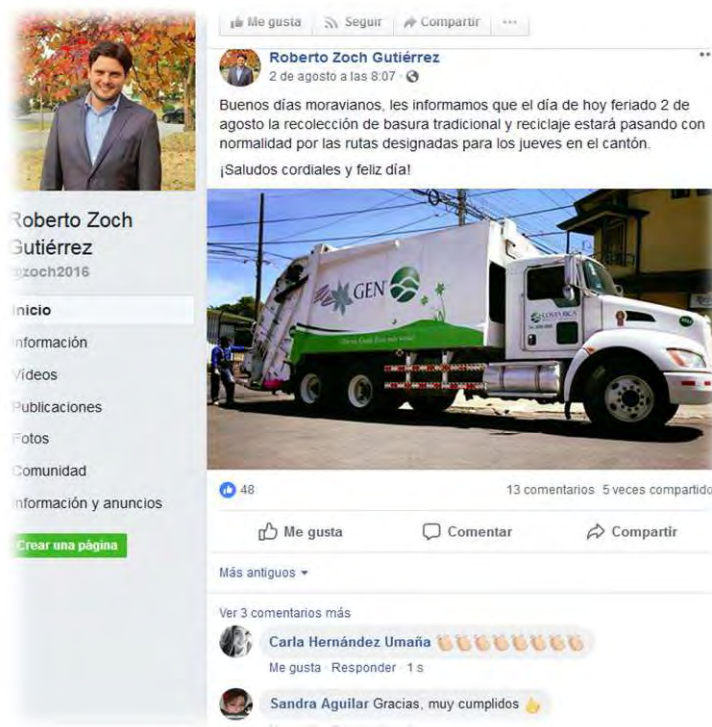 Me gusta Seguir Compartir ...
Roberto Zoch Gutiérrez
2 de agosto a las 8:07
Buenos días moravianos, les informamos que el día de hoy feriado 2 de
agosto la recolección de basura tradicional y reciclaje estará pasando con
normalidad por las rutas designadas para los jueves en el cantón.
¡Saludos cordiales y feliz día!
Roberto Zoch
Gutiérrez
@zoch2016
Inicio
Información
Vídeos
Publicaciones
Fotos
Comunidad
Información y anuncios
Crear una página
GEN
COSTA RICA
48
13 comentarios 5 veces compartido
Me gusta Comentar Compartir
Más antiguos
Ver 3 comentarios más
Carla Hernández Umaña 👏🏻👏🏻👏🏻👏🏻👏🏻👏🏻👏🏻👏🏻
Me gusta · Responder · 1 s
Sandra Aguilar Gracias, muy cumplidos 👍